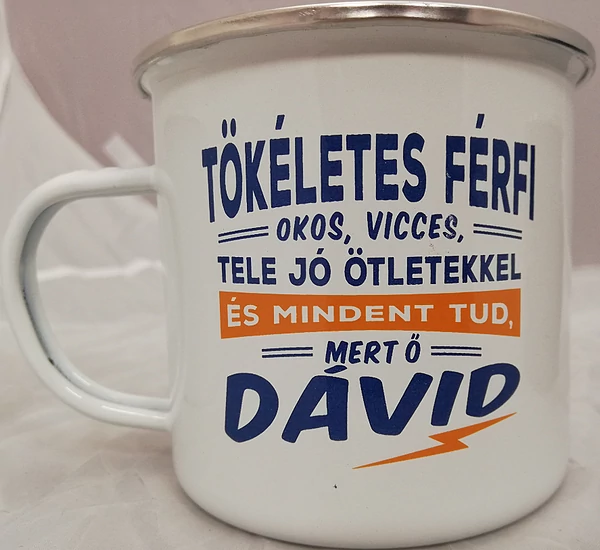 TÖKÉLETES FÉRFI
OKOS, VICCES,
TELE JÓ ÖTLETEKKEL
ÉS MINDENT TUD,
MERT Ő
DÁVID